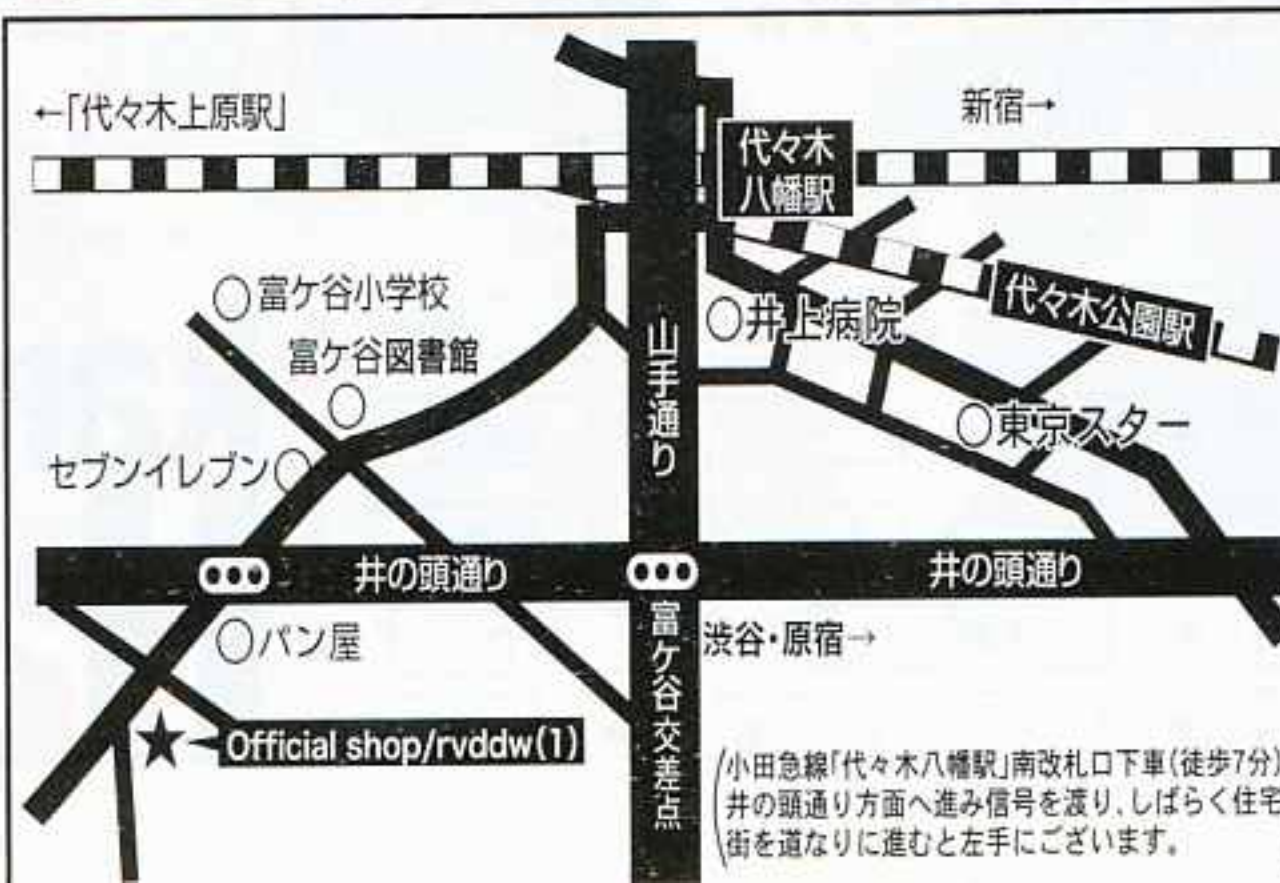 ←「代々木上原駅」
新宿→
代々木
八幡駅
代々木公園駅
○富ケ谷小学校
富ケ谷図書館
○井上病院
山手通り
○東京スター
セブンイレブン○
井の頭通り
井の頭通り
○パン屋
富ケ谷交差点
渋谷・原宿→
★
Official shop/rvddw(1)
小田急線「代々木八幡駅」南改札口下車(徒歩7分)
井の頭通り方面へ進み信号を渡り、しばらく住宅
街を道なりに進むと左手にございます。